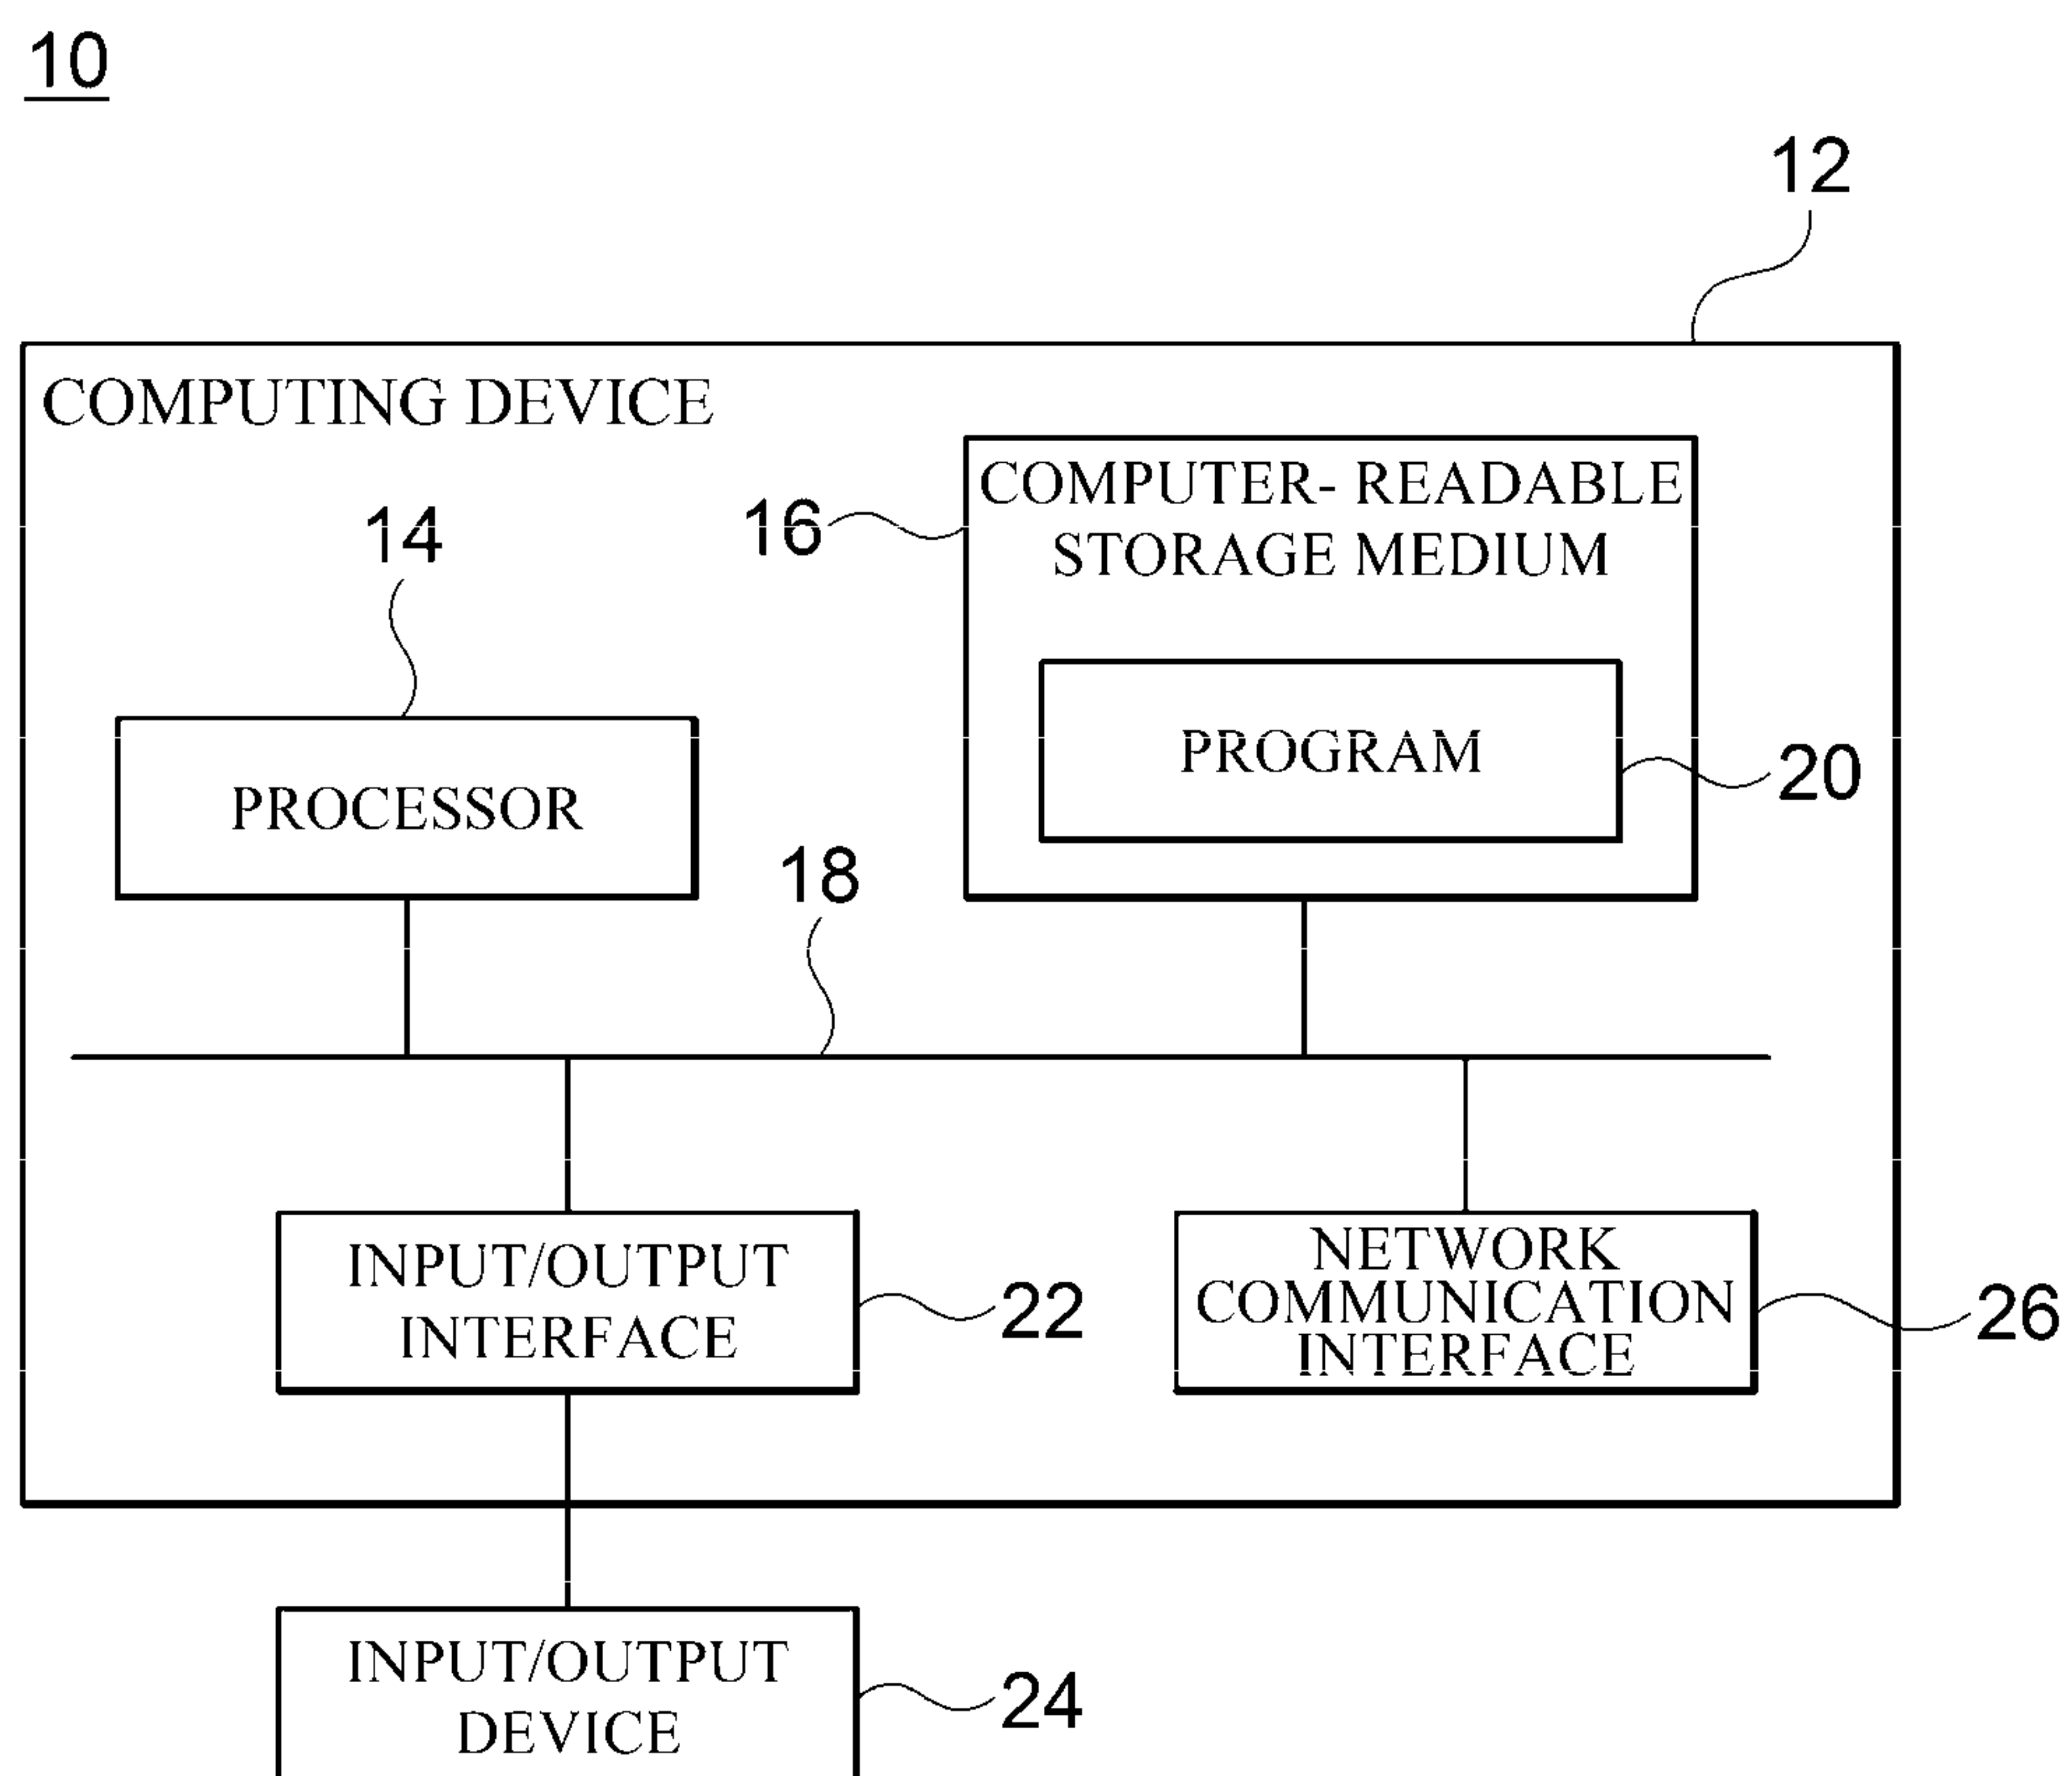 10
12
COMPUTING DEVICE
COMPUTER- READABLE
STORAGE MEDIUM
16
14
PROGRAM
20
PROCESSOR
18
INPUT/OUTPUT
INTERFACE
22
NETWORK
COMMUNICATION
INTERFACE
26
INPUT/OUTPUT
DEVICE
24